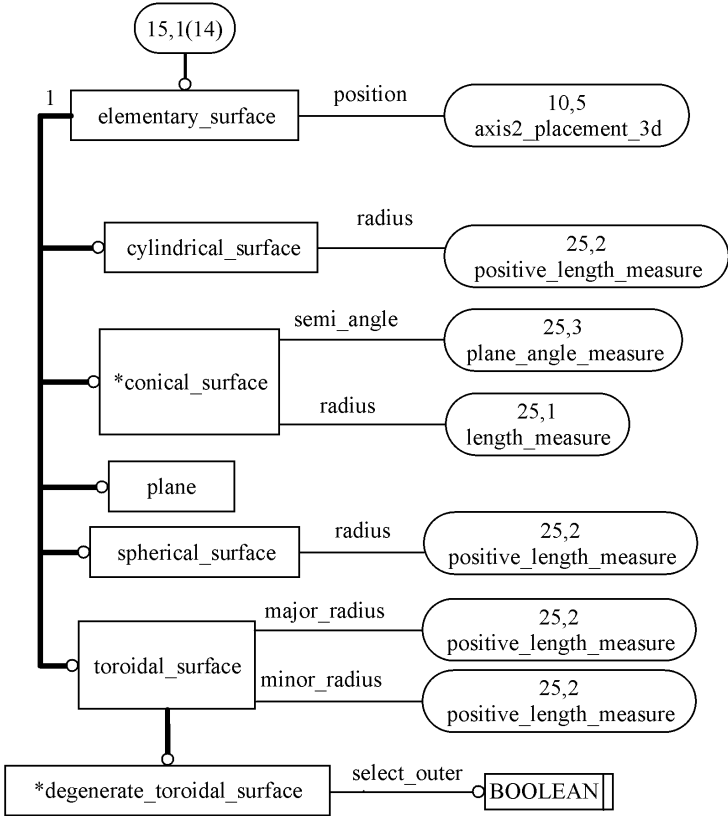 15,1(14)
1
elementary_surface
position
10,5
axis2_placement_3d
cylindrical_surface
radius
25,2
positive_length_measure
*conical_surface
semi_angle
25,3
plane_angle_measure
radius
25,1
length_measure
plane
spherical_surface
radius
25,2
positive_length_measure
toroidal_surface
major_radius
25,2
positive_length_measure
minor_radius
25,2
positive_length_measure
*degenerate_toroidal_surface
select_outer
BOOLEAN